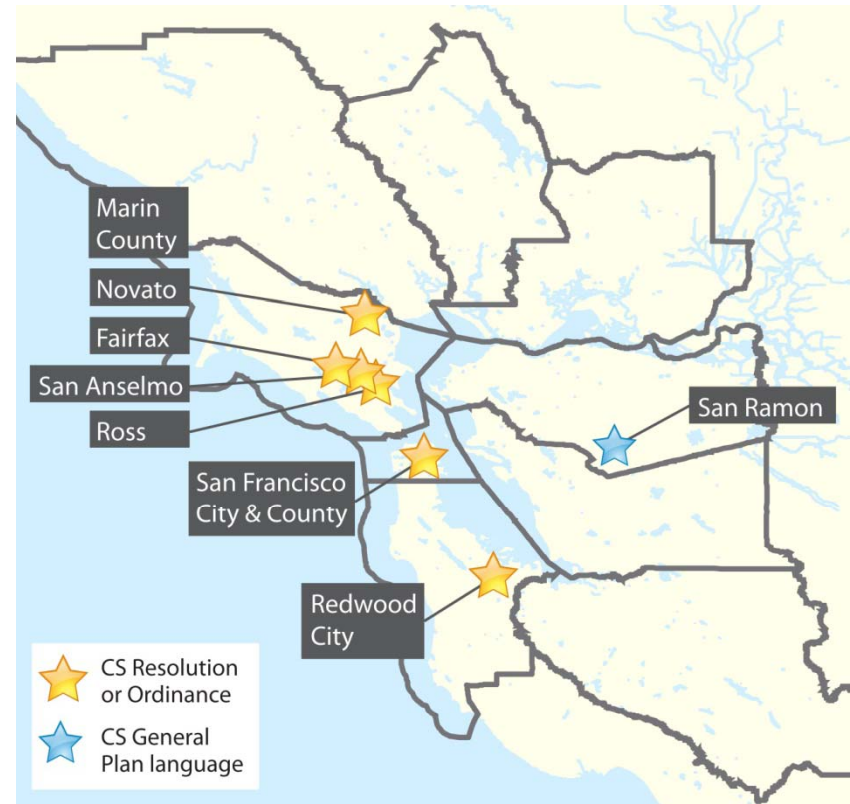 Marin
County
Novato
Fairfax
San Anselmo
Ross
San Ramon
San Francisco
City & County
Redwood
City
CS Resolution
or Ordinance
CS General
Plan language